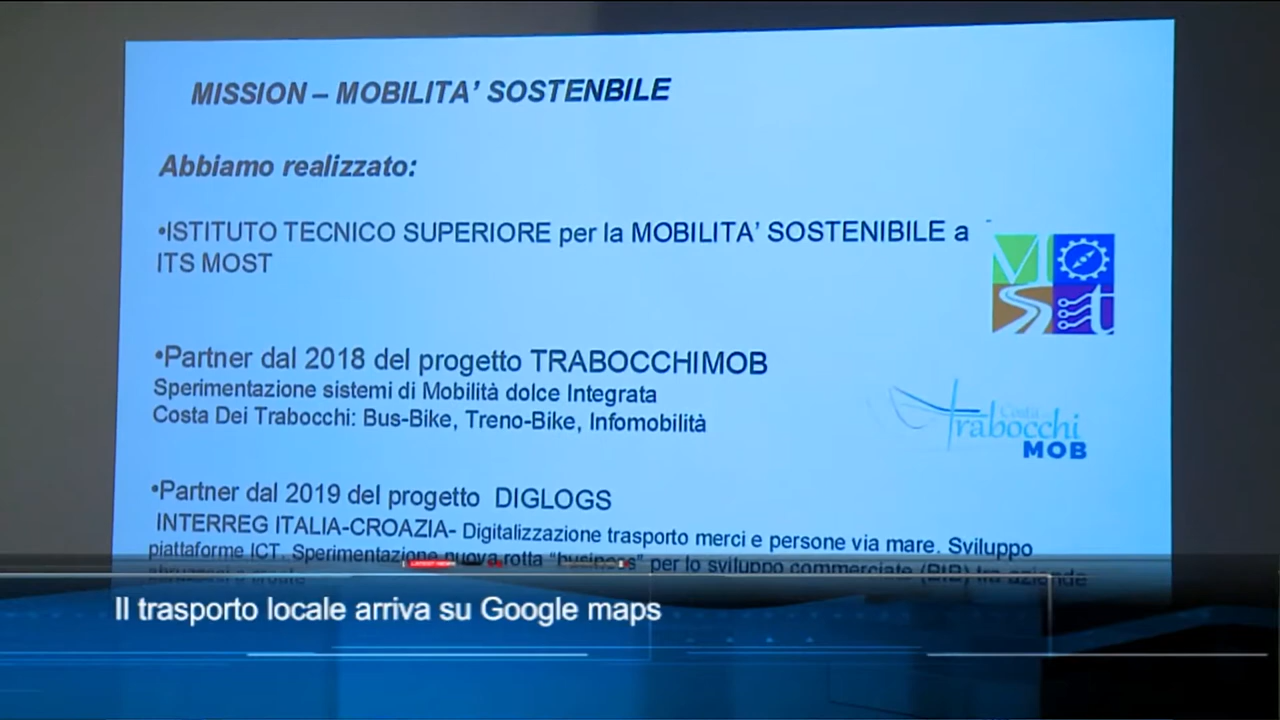 MISSION – MOBILITA’ SOSTENBILE
Abbiamo realizzato:
•ISTITUTO TECNICO SUPERIORE per la MOBILITA’ SOSTENIBILE a
ITS MOST
•Partner dal 2018 del progetto TRABOCCHIMOB
Sperimentazione sistemi di Mobilità dolce Integrata
Costa Dei Trabocchi: Bus-Bike, Treno-Bike, Infomobilità
Costa
Trabocchi
MOB
•Partner dal 2019 del progetto DIGLOGS
INTERREG ITALIA-CROAZIA- Digitalizzazione trasporto merci e persone via mare. Sviluppo
piattaforme ICT. Sperimentazione nuova rotta “business” per lo sviluppo commerciale (BtB) tra aziende
LATEST NEWS
Il trasporto locale arriva su Google maps